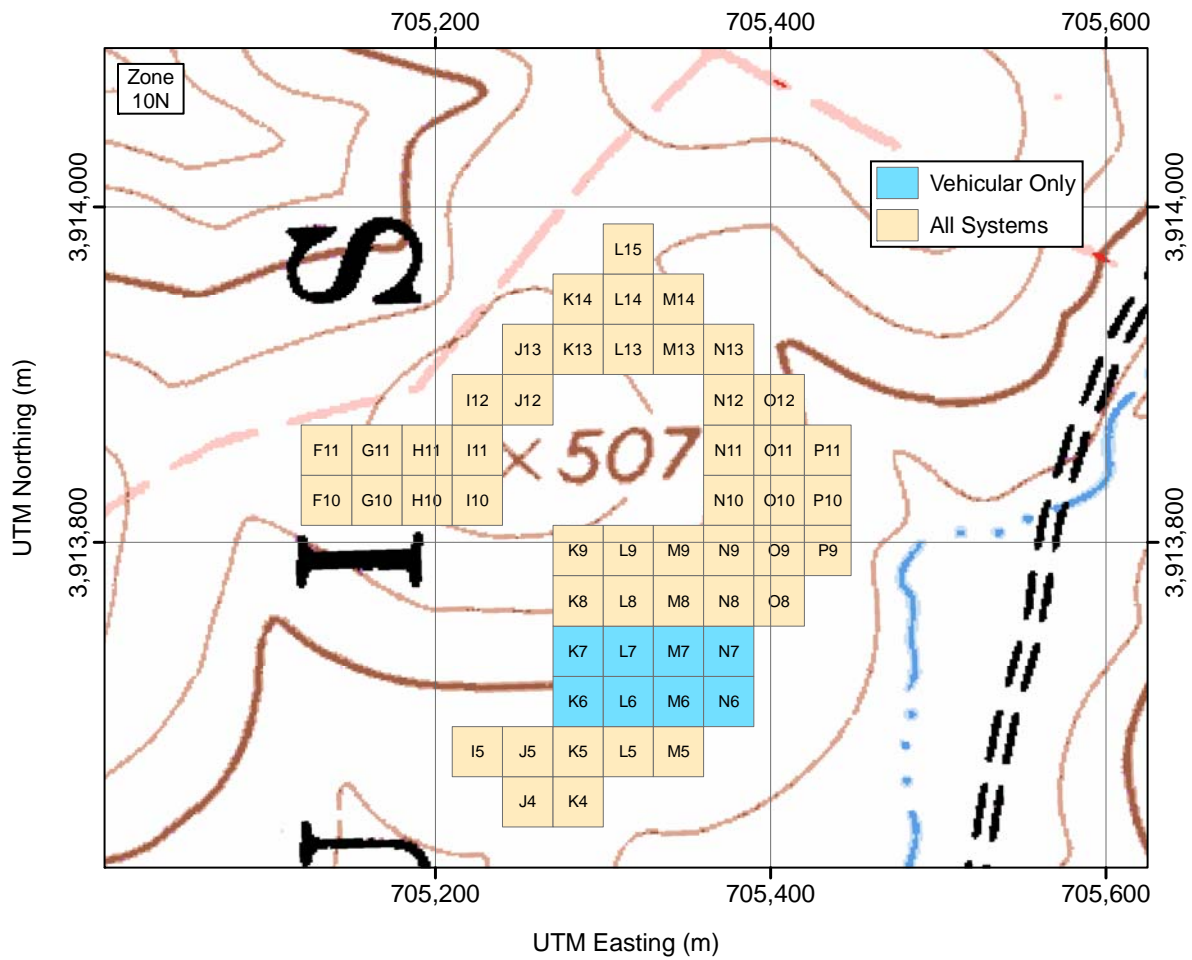 705,200 705,400 705,600
Zone
10N
3,914,000 3,914,000
Vehicular Only
All Systems
S
L15
K14 L14 M14
J13 K13 L13 M13 N13
I12 J12 N12 O12
F11 G11 H11 I11 × 507 N11 O11 P11
F10 G10 H10 I10 N10 O10 P10
UTM Northing (m)
3,913,800 3,913,800
I
K9 L9 M9 N9 O9 P9
K8 L8 M8 N8 O8
K7 L7 M7 N7
K6 L6 M6 N6
I5 J5 K5 L5 M5
J4 K4
705,200 705,400 705,600
UTM Easting (m)